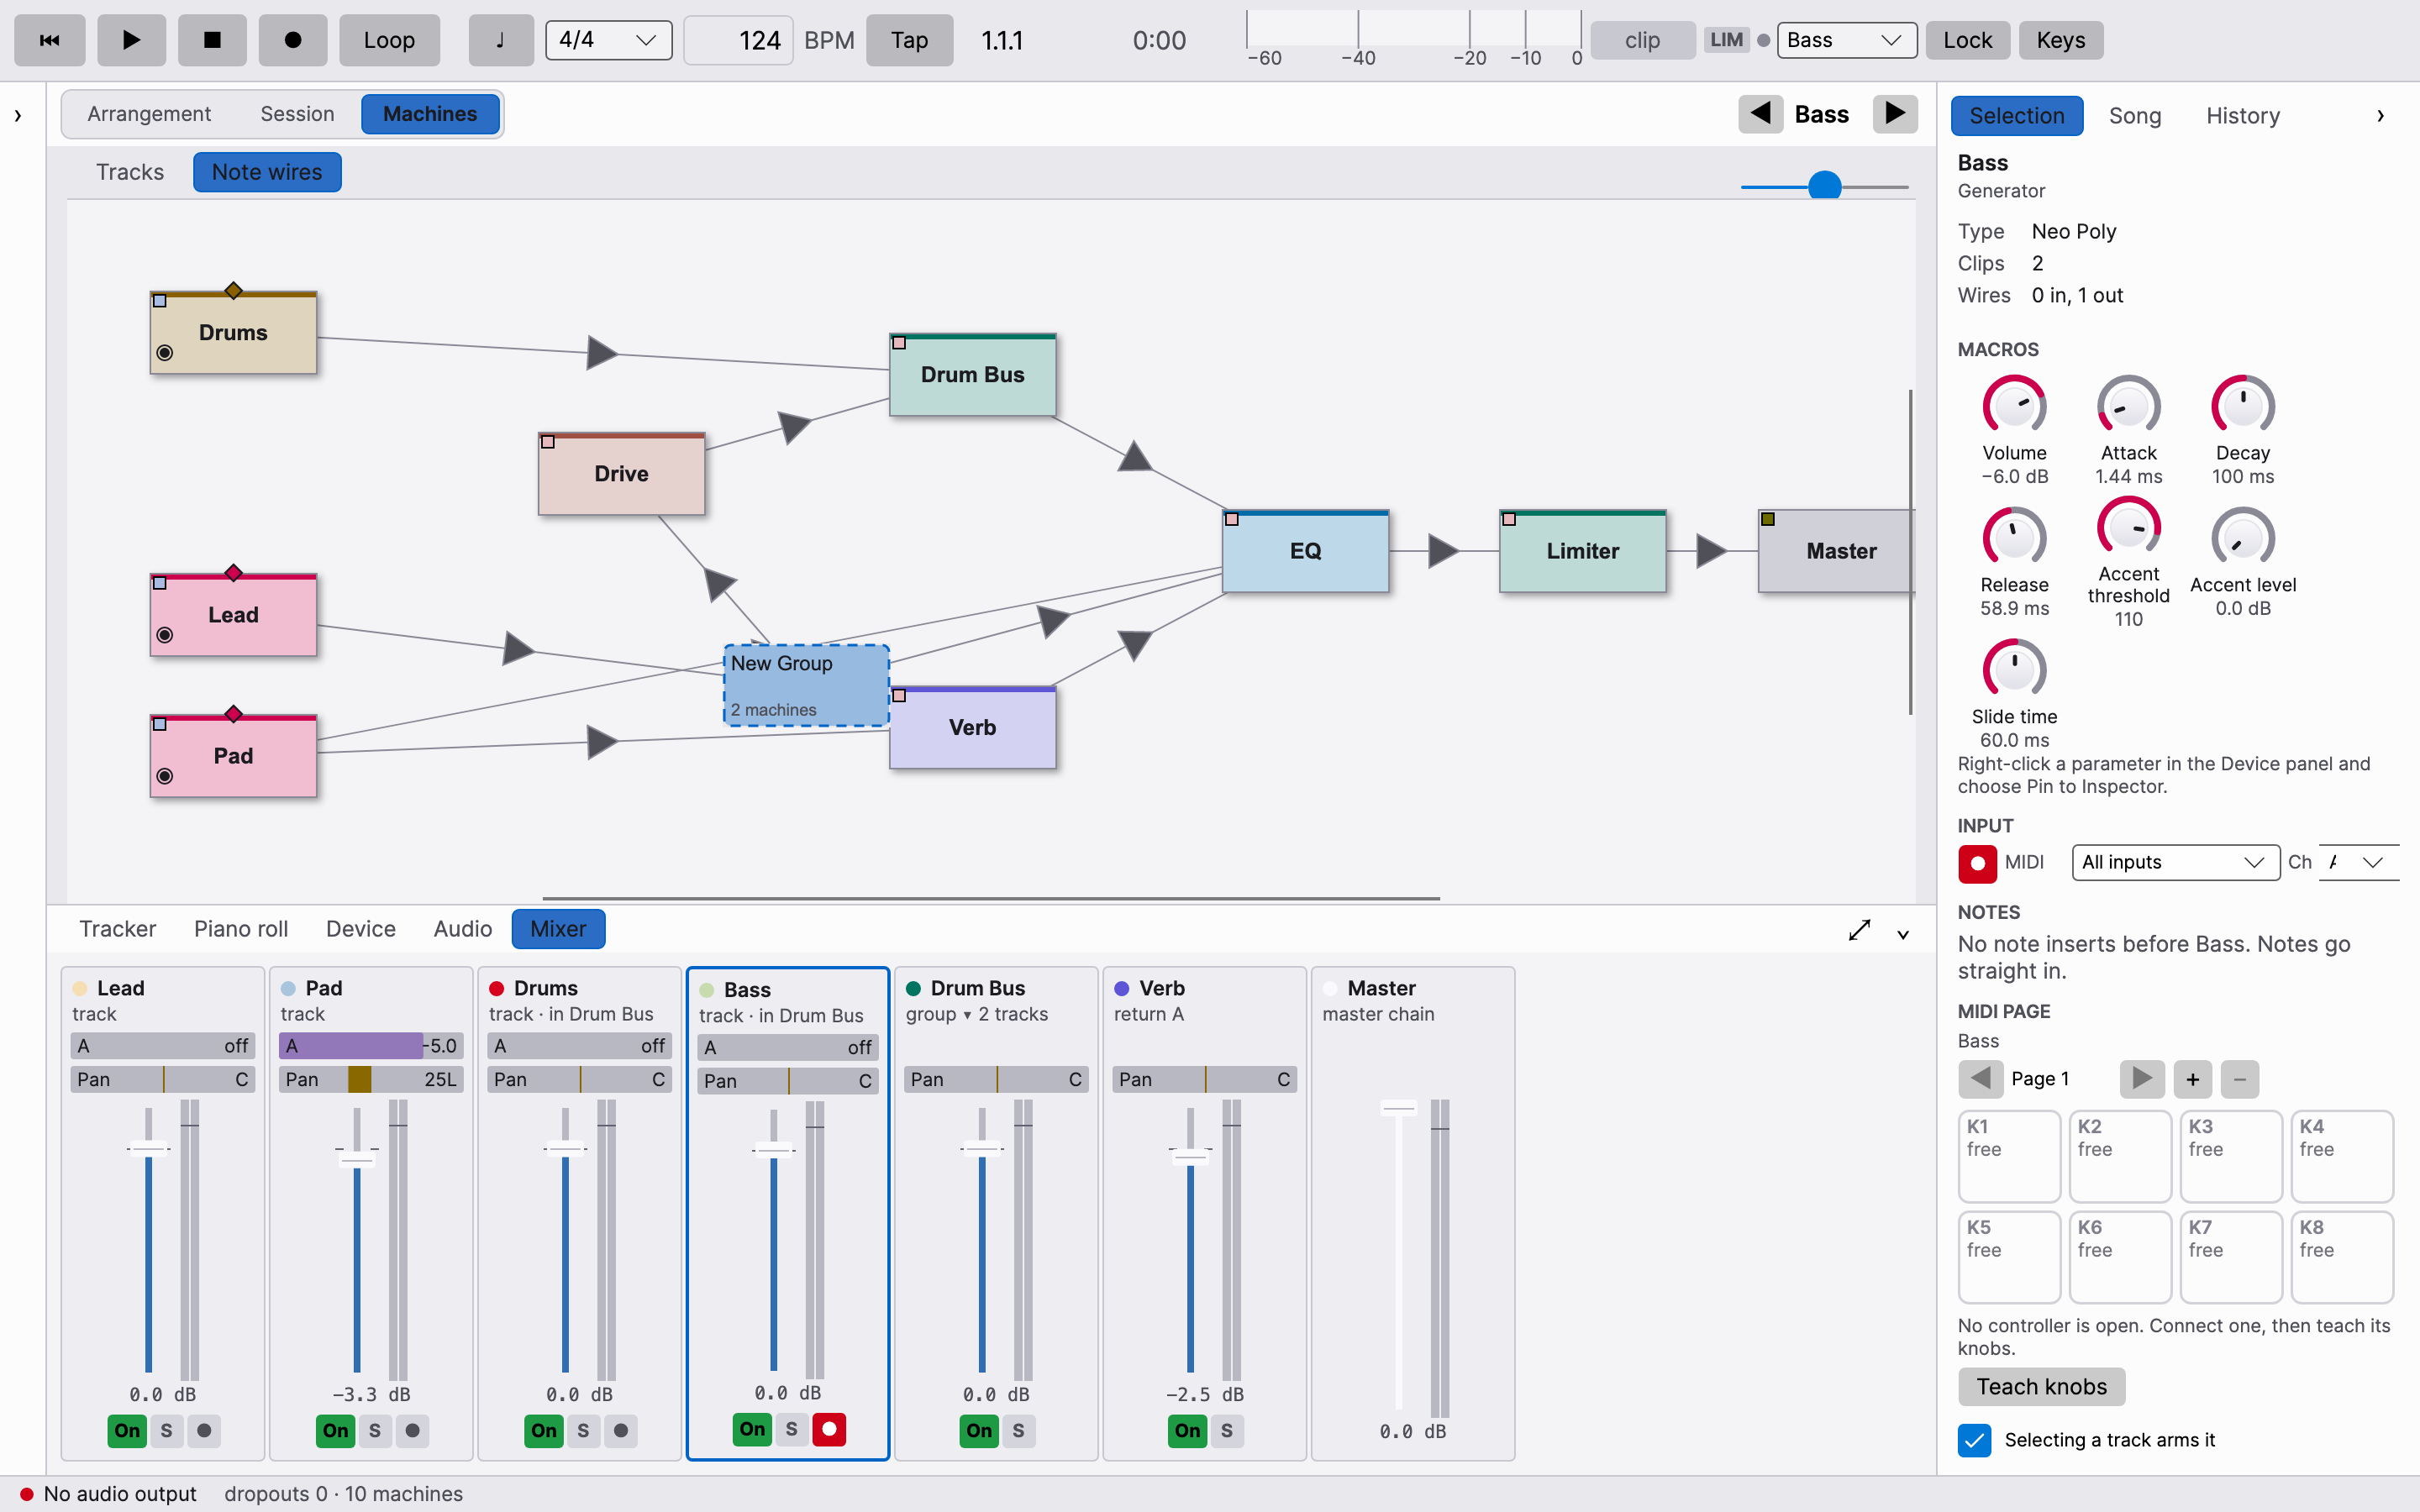 Loop
♩
4/4
124 BPM
Tap
1.1.1
0:00
−60 −40 −20 −10 0
clip
LIM
Bass
Lock
Keys
Arrangement Session Machines
Bass
Tracks Note wires
Drums
Drum Bus
Drive
EQ
Limiter
Master
Lead
New Group
2 machines
Pad
Verb
Tracker Piano roll Device Audio Mixer
Lead
track
A off
Pan C
0.0 dB
On S
Pad
track
A −5.0
Pan 25L
−3.3 dB
On S
Drums
track · in Drum Bus
A off
Pan C
0.0 dB
On S
Bass
track · in Drum Bus
A off
Pan C
0.0 dB
On S
Drum Bus
group ▾ 2 tracks
Pan C
0.0 dB
On S
Verb
return A
Pan C
−2.5 dB
On S
Master
master chain
0.0 dB
Selection Song History
Bass
Generator
Type Neo Poly
Clips 2
Wires 0 in, 1 out
MACROS
Volume
−6.0 dB
Attack
1.44 ms
Decay
100 ms
Release
58.9 ms
Accent
threshold
110
Accent level
0.0 dB
Slide time
60.0 ms
Right-click a parameter in the Device panel and
choose Pin to Inspector.
INPUT
MIDI All inputs Ch
NOTES
No note inserts before Bass. Notes go
straight in.
MIDI PAGE
Bass
Page 1 + −
K1
free
K2
free
K3
free
K4
free
K5
free
K6
free
K7
free
K8
free
No controller is open. Connect one, then teach its
knobs.
Teach knobs
Selecting a track arms it
No audio output dropouts 0 · 10 machines